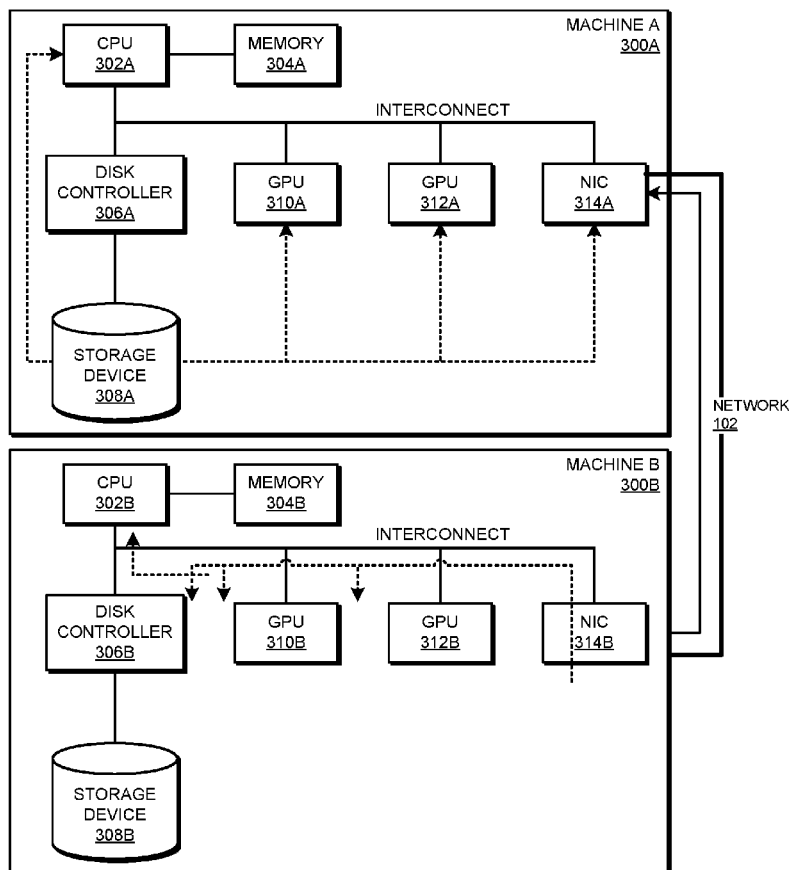 MACHINE A
300A
CPU
302A
MEMORY
304A
INTERCONNECT
DISK
CONTROLLER
306A
GPU
310A
GPU
312A
NIC
314A
STORAGE
DEVICE
308A
NETWORK
102
MACHINE B
300B
CPU
302B
MEMORY
304B
INTERCONNECT
DISK
CONTROLLER
306B
GPU
310B
GPU
312B
NIC
314B
STORAGE
DEVICE
308B